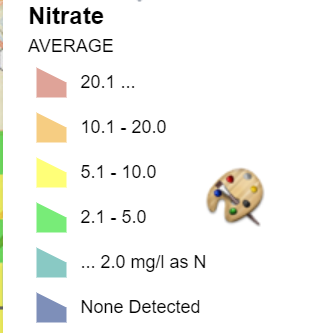 Nitrate
AVERAGE
20.1 ...
10.1 - 20.0
5.1 - 10.0
2.1 - 5.0
... 2.0 mg/l as N
None Detected